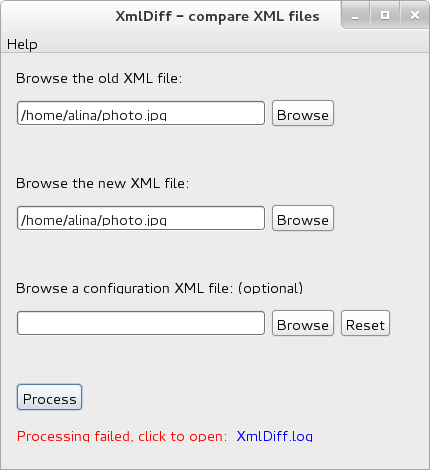 XmlDiff - compare XML files
Help
Browse the old XML file:
/home/alina/photo.jpg Browse
Browse the new XML file:
/home/alina/photo.jpg Browse
Browse a configuration XML file: (optional)
Browse Reset
Process
Processing failed, click to open: XmlDiff.log